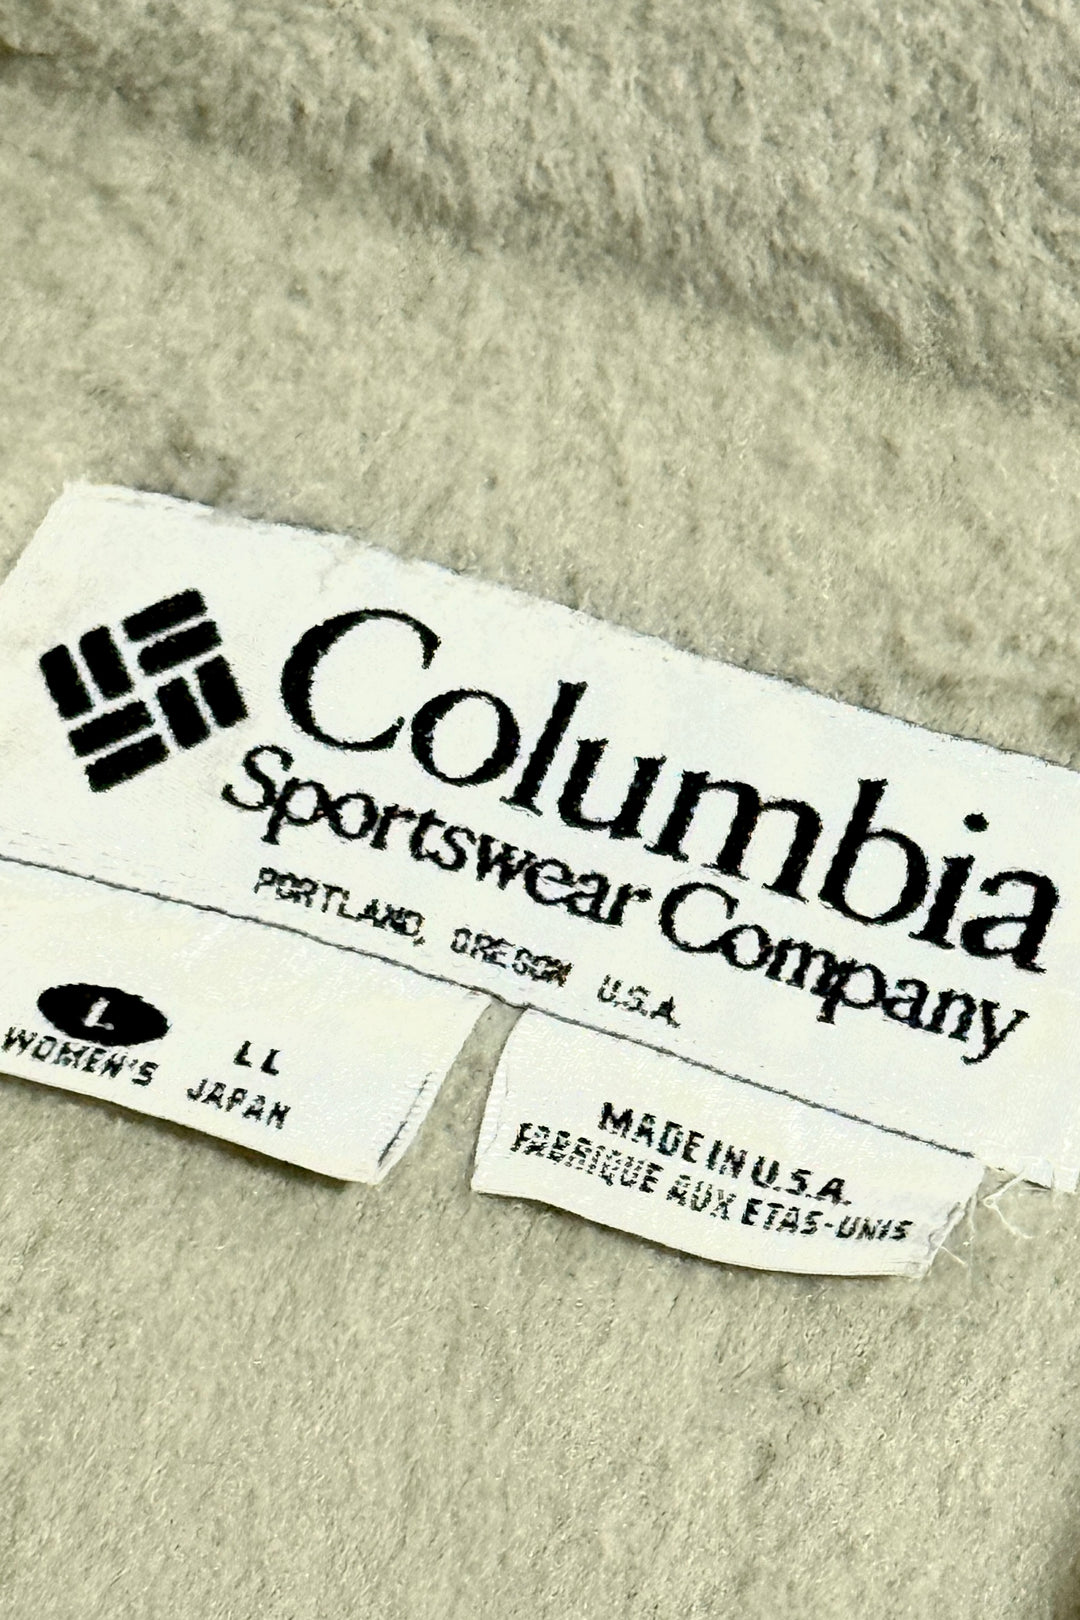 Columbia
Sportswear Company
PORTLAND, OREGON U.S.A.
L LL
WOMEN'S JAPAN
MADE IN U.S.A.
FABRIQUE AUX ETAS-UNIS